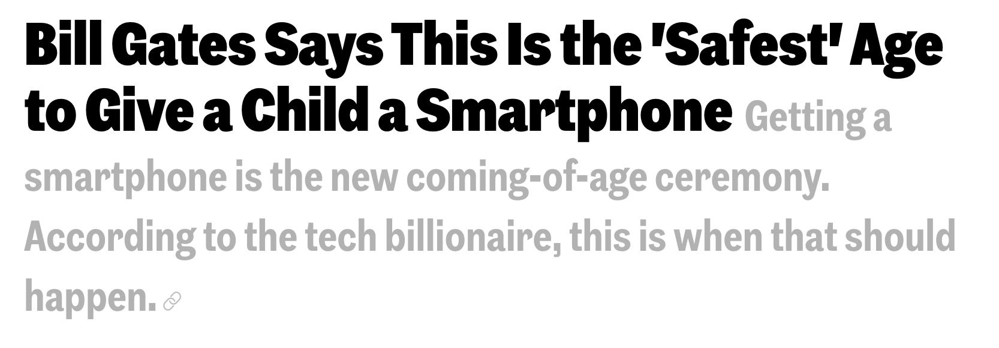 Bill Gates Says This Is the 'Safest' Age
to Give a Child a Smartphone Getting a
smartphone is the new coming-of-age ceremony.
According to the tech billionaire, this is when that should
happen.